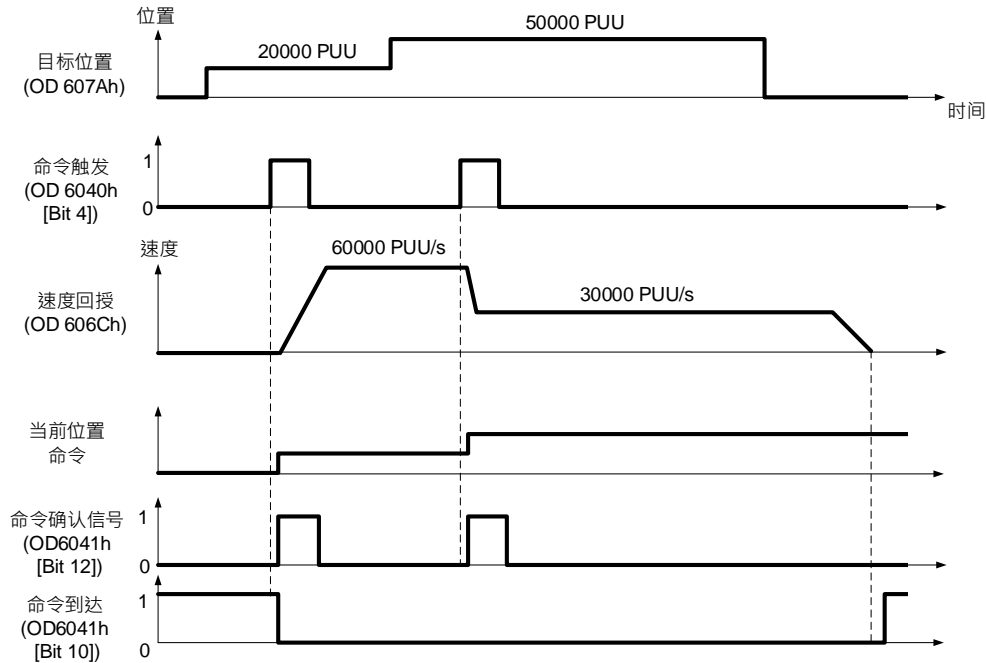 位置
50000 PUU
20000 PUU
目标位置
(OD 607Ah)
时间
命令触发
(OD 6040h
[Bit 4])
1
0
速度
60000 PUU/s
30000 PUU/s
速度回授
(OD 606Ch)
当前位置
命令
命令确认信号
(OD6041h
[Bit 12])
1
0
命令到达
(OD6041h
[Bit 10])
1
0